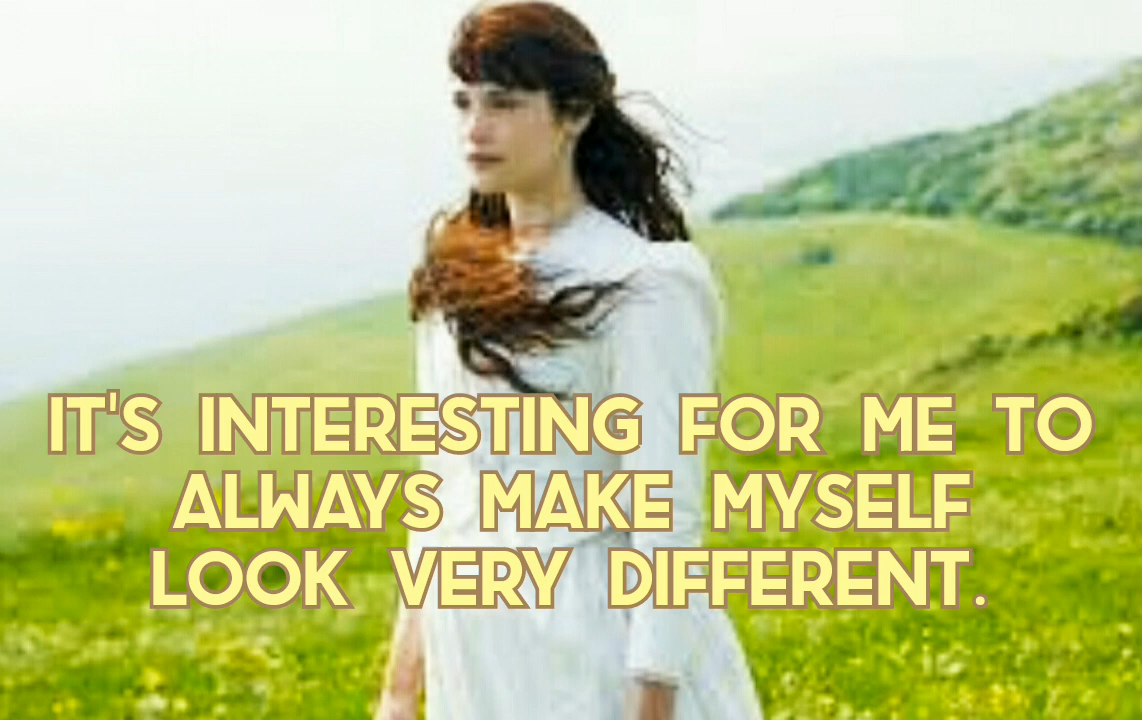 IT'S INTERESTING FOR ME TO
ALWAYS MAKE MYSELF
LOOK VERY DIFFERENT.